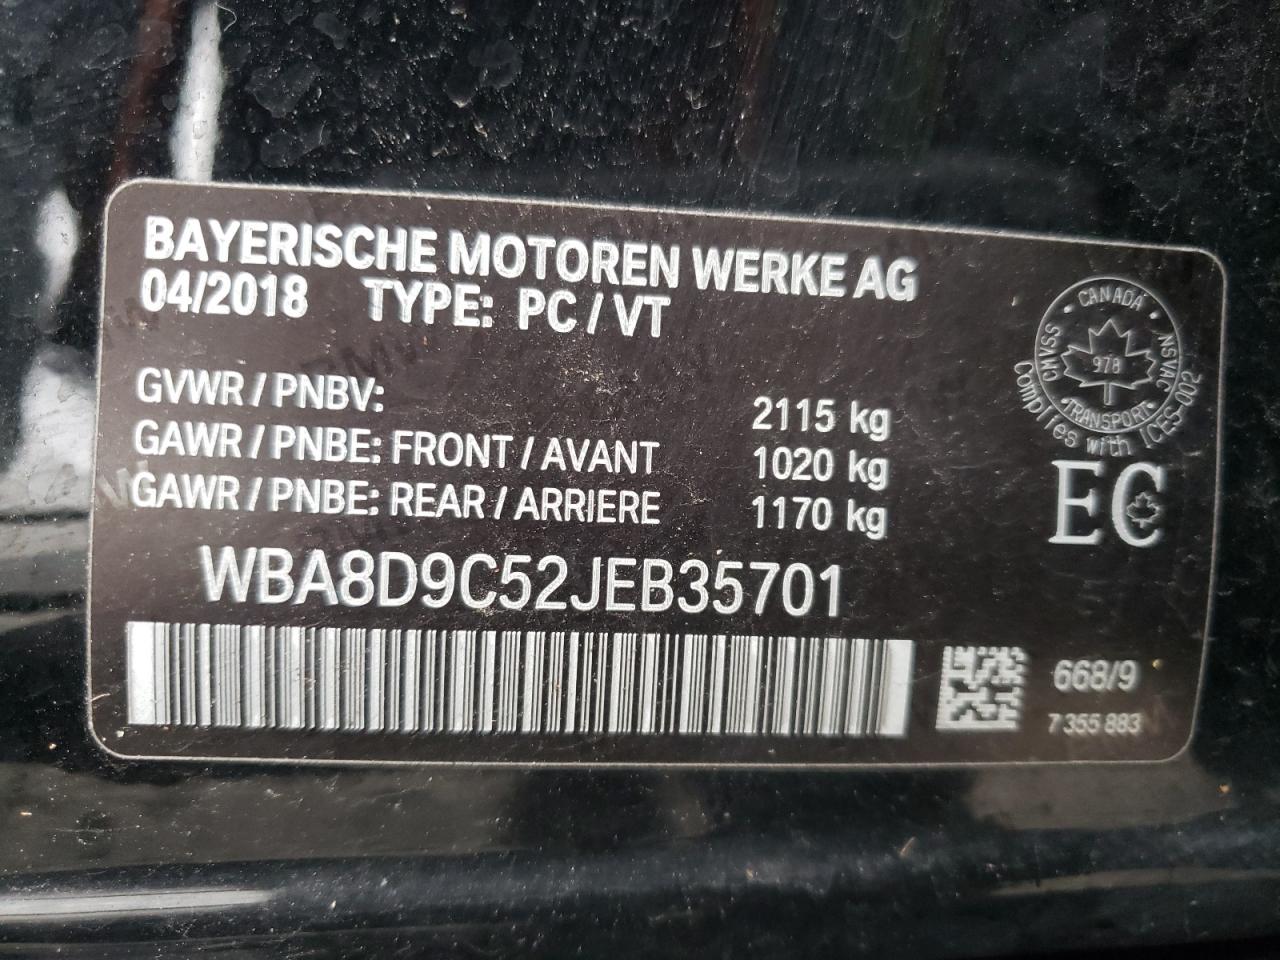 BAYERISCHE MOTOREN WERKE AG
04/2018 TYPE: PC / VT
GVWR / PNBV: 2115 kg
GAWR / PNBE: FRONT / AVANT 1020 kg
GAWR / PNBE: REAR / ARRIERE 1170 kg
WBA8D9C52JEB35701
CANADA
CMVSS
978
NSVAC
TRANSPORT
Complies with ICES-002
EC
668/9
7 355 883